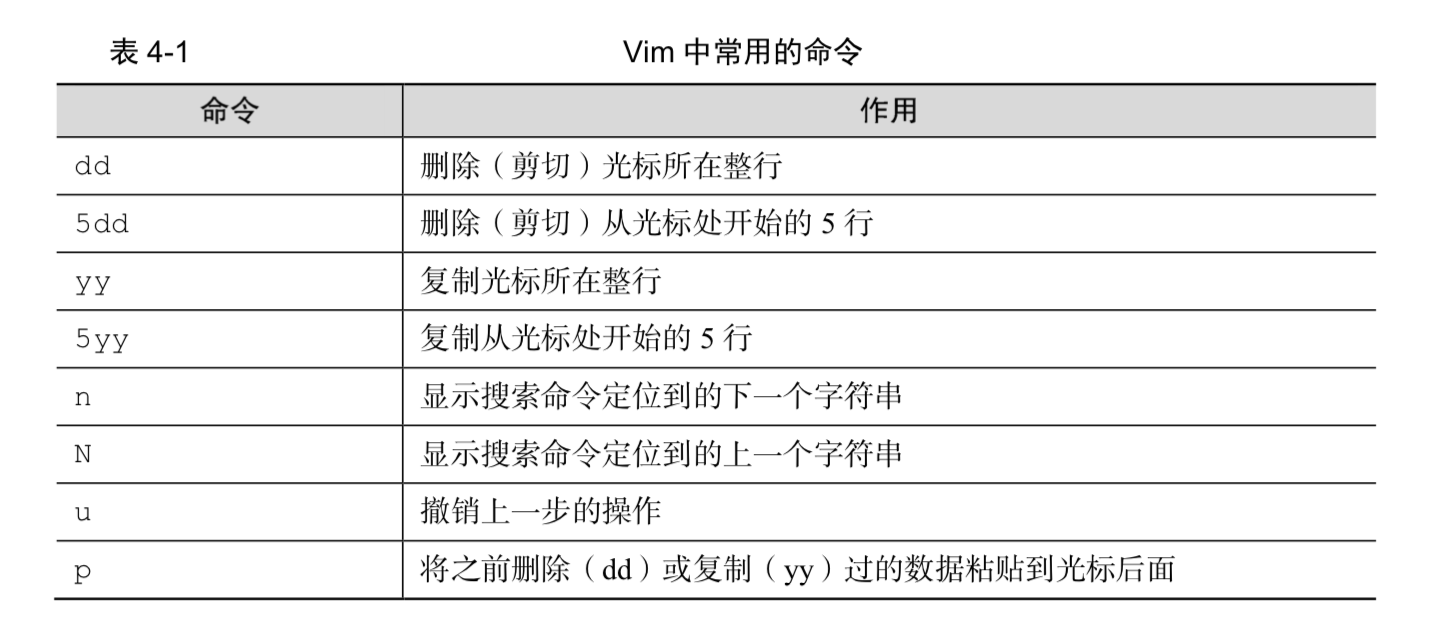 表 4-1 Vim 中常用的命令
命令 作用
dd 删除（剪切）光标所在整行
5dd 删除（剪切）从光标处开始的 5 行
yy 复制光标所在整行
5yy 复制从光标处开始的 5 行
n 显示搜索命令定位到的下一个字符串
N 显示搜索命令定位到的上一个字符串
u 撤销上一步的操作
p 将之前删除（dd）或复制（yy）过的数据粘贴到光标后面